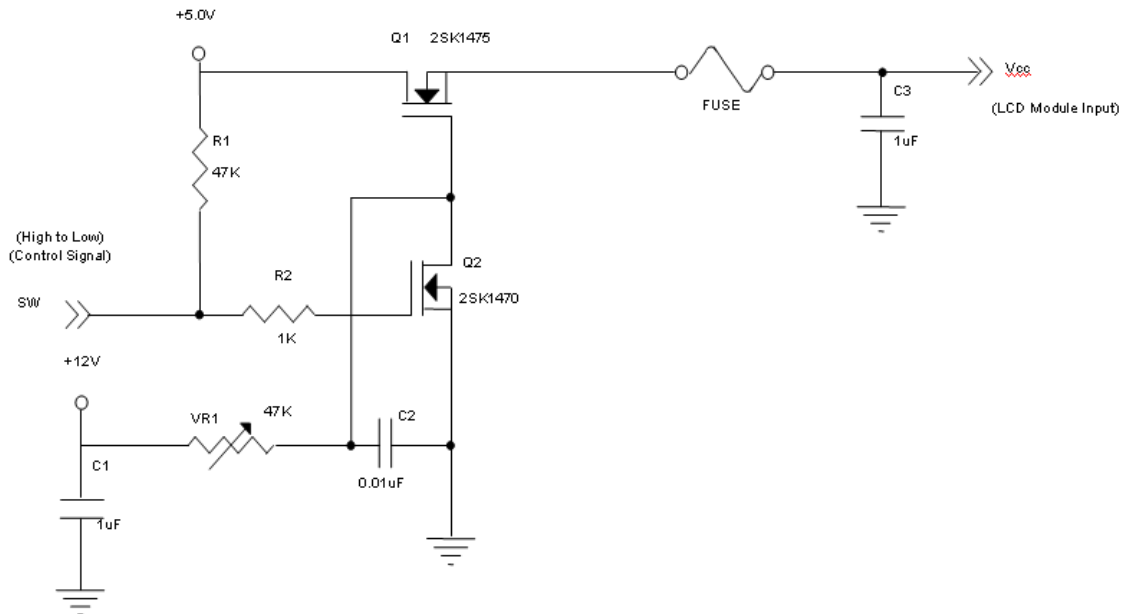 +5.0V
Q1 2SK1475
Vcc
C3
FUSE
(LCD Module Input)
R1
1uF
47K
(High to Low)
(Control Signal)
R2
Q2
SW
2SK1470
1K
+12V
47K
VR1
C2
C1
0.01uF
1uF